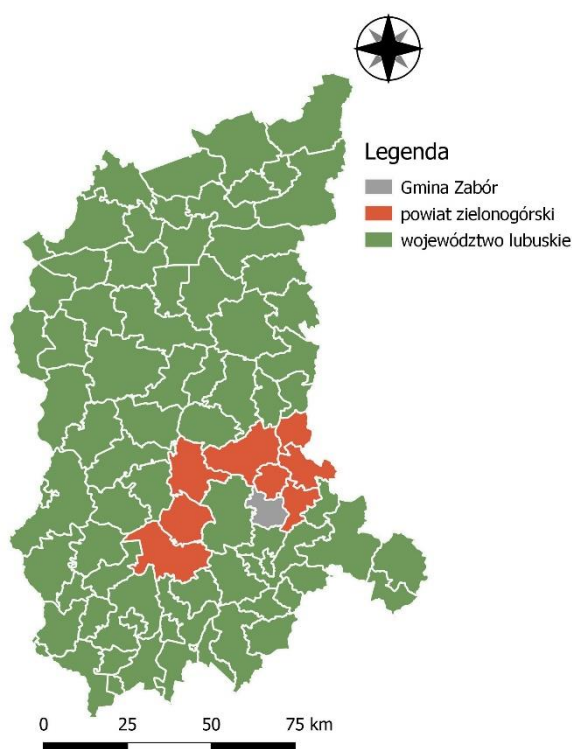 Legenda
Gmina Zabór
powiat zielonogórski
województwo lubuskie
0 25 50 75 km